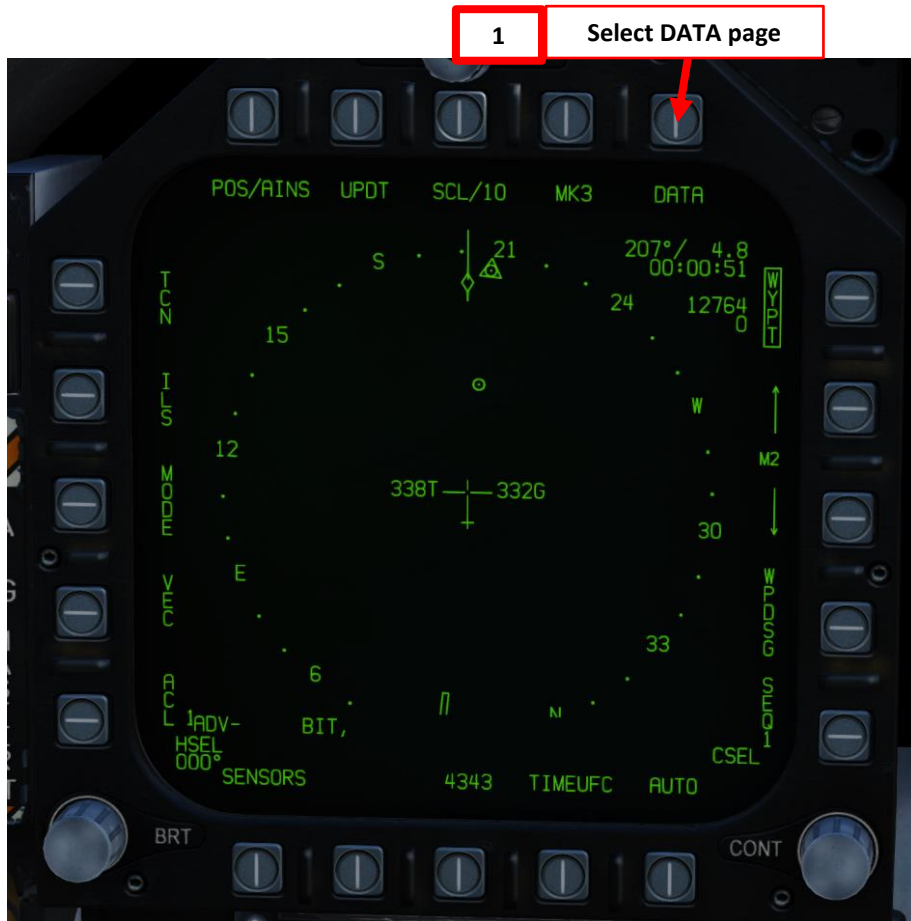 1
Select DATA page
POS/AINS UPDT SCL/10 MK3 DATA
207°/ 4.8
00:00:51
12764
0
WYPT
TCN
ILS
MODE
VEC
ACL
S
21
24
15
W
12
M2
338T
332G
30
E
WPDSG
33
6
N
SEQ1
1ADV-
BIT,
HSEL
000°
CSEL
SENSORS 4343 TIMEUFC AUTO
BRT
CONT